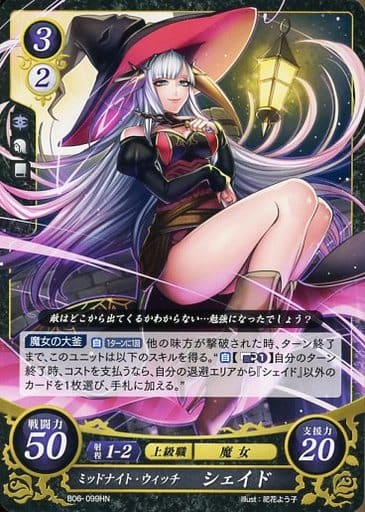 3
2
敵はどこから出てくるかわからない…勉強になったでしょう？
魔女の大釜 自 1ターンに1回 他の味方が撃破された時、ターン終了
まで、このユニットは以下のスキルを得る。“自【❶】自分のターン
終了時、コストを支払うなら、自分の退避エリアから『シェイド』以外の
カードを1枚選び、手札に加える。”
戦闘力
50
射程 1-2 上級職 魔女
支援力
20
ミッドナイト・ウィッチ シェイド
B06-099HN
Illust：祀花よう子